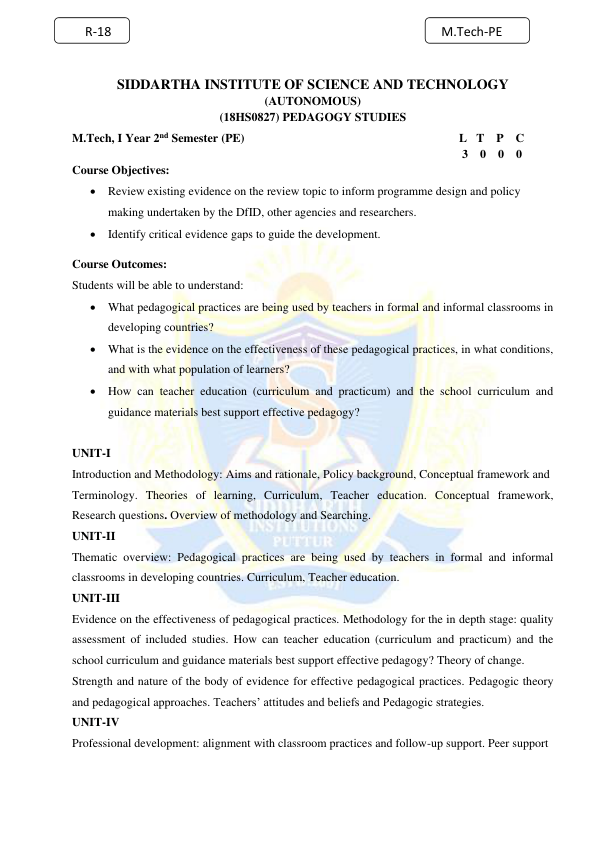 R-18
M.Tech-PE
SIDDARTHA INSTITUTE OF SCIENCE AND TECHNOLOGY
(AUTONOMOUS)
(18HS0827) PEDAGOGY STUDIES
M.Tech, I Year 2nd Semester (PE) L T P C
3 0 0 0
Course Objectives:
• Review existing evidence on the review topic to inform programme design and policy
making undertaken by the DfID, other agencies and researchers.
• Identify critical evidence gaps to guide the development.
Course Outcomes:
Students will be able to understand:
• What pedagogical practices are being used by teachers in formal and informal classrooms in
developing countries?
• What is the evidence on the effectiveness of these pedagogical practices, in what conditions,
and with what population of learners?
• How can teacher education (curriculum and practicum) and the school curriculum and
guidance materials best support effective pedagogy?
UNIT-I
Introduction and Methodology: Aims and rationale, Policy background, Conceptual framework and
Terminology. Theories of learning, Curriculum, Teacher education. Conceptual framework,
Research questions. Overview of methodology and Searching.
UNIT-II
Thematic overview: Pedagogical practices are being used by teachers in formal and informal
classrooms in developing countries. Curriculum, Teacher education.
UNIT-III
Evidence on the effectiveness of pedagogical practices. Methodology for the in depth stage: quality
assessment of included studies. How can teacher education (curriculum and practicum) and the
school curriculum and guidance materials best support effective pedagogy? Theory of change.
Strength and nature of the body of evidence for effective pedagogical practices. Pedagogic theory
and pedagogical approaches. Teachers’ attitudes and beliefs and Pedagogic strategies.
UNIT-IV
Professional development: alignment with classroom practices and follow-up support. Peer support
SIDDHARTH
INSTITUTIONS
PUTTUR